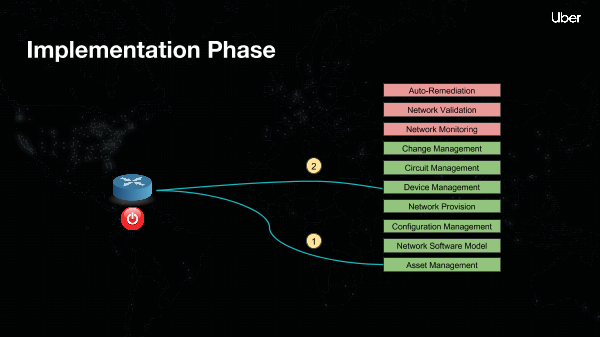 Uber
Implementation Phase
Auto-Remediation
Network Validation
Network Monitoring
Change Management
Circuit Management
Device Management
Network Provision
Configuration Management
Network Software Model
Asset Management
2
1